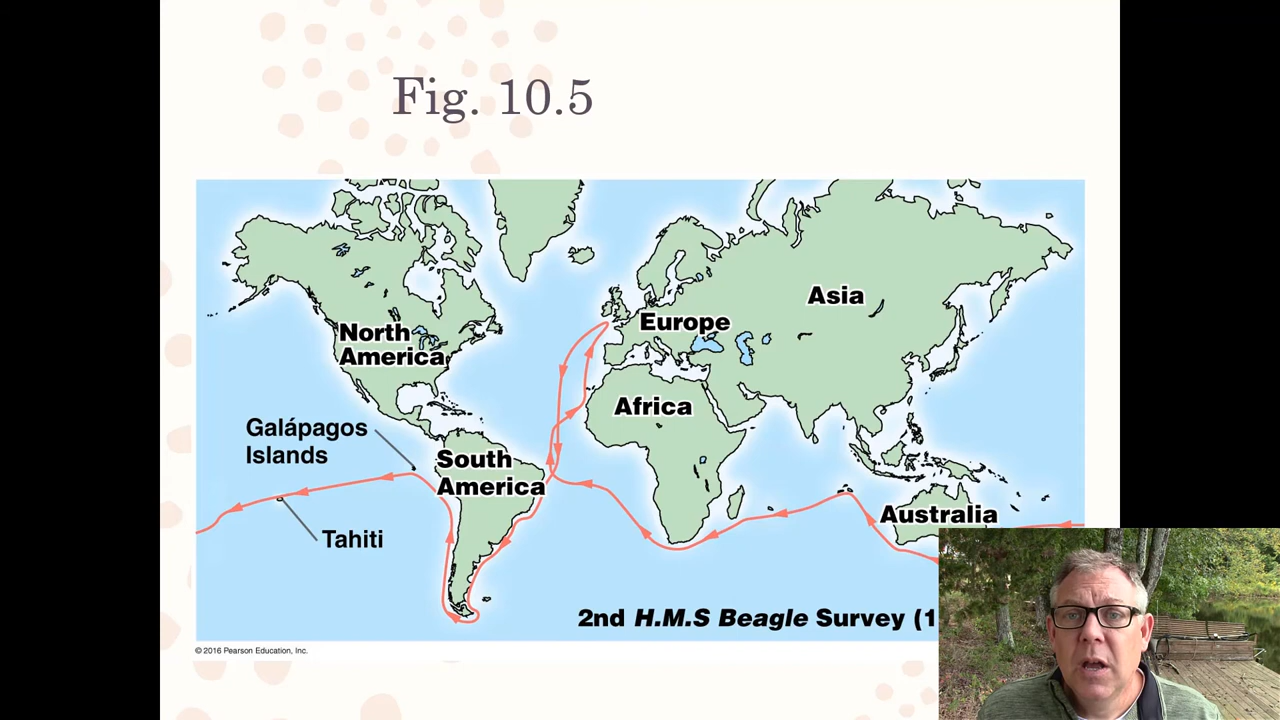 Fig. 10.5
North
America
Europe
Asia
Africa
Galápagos
Islands
South
America
Australia
Tahiti
2nd H.M.S Beagle Survey (1
© 2016 Pearson Education, Inc.